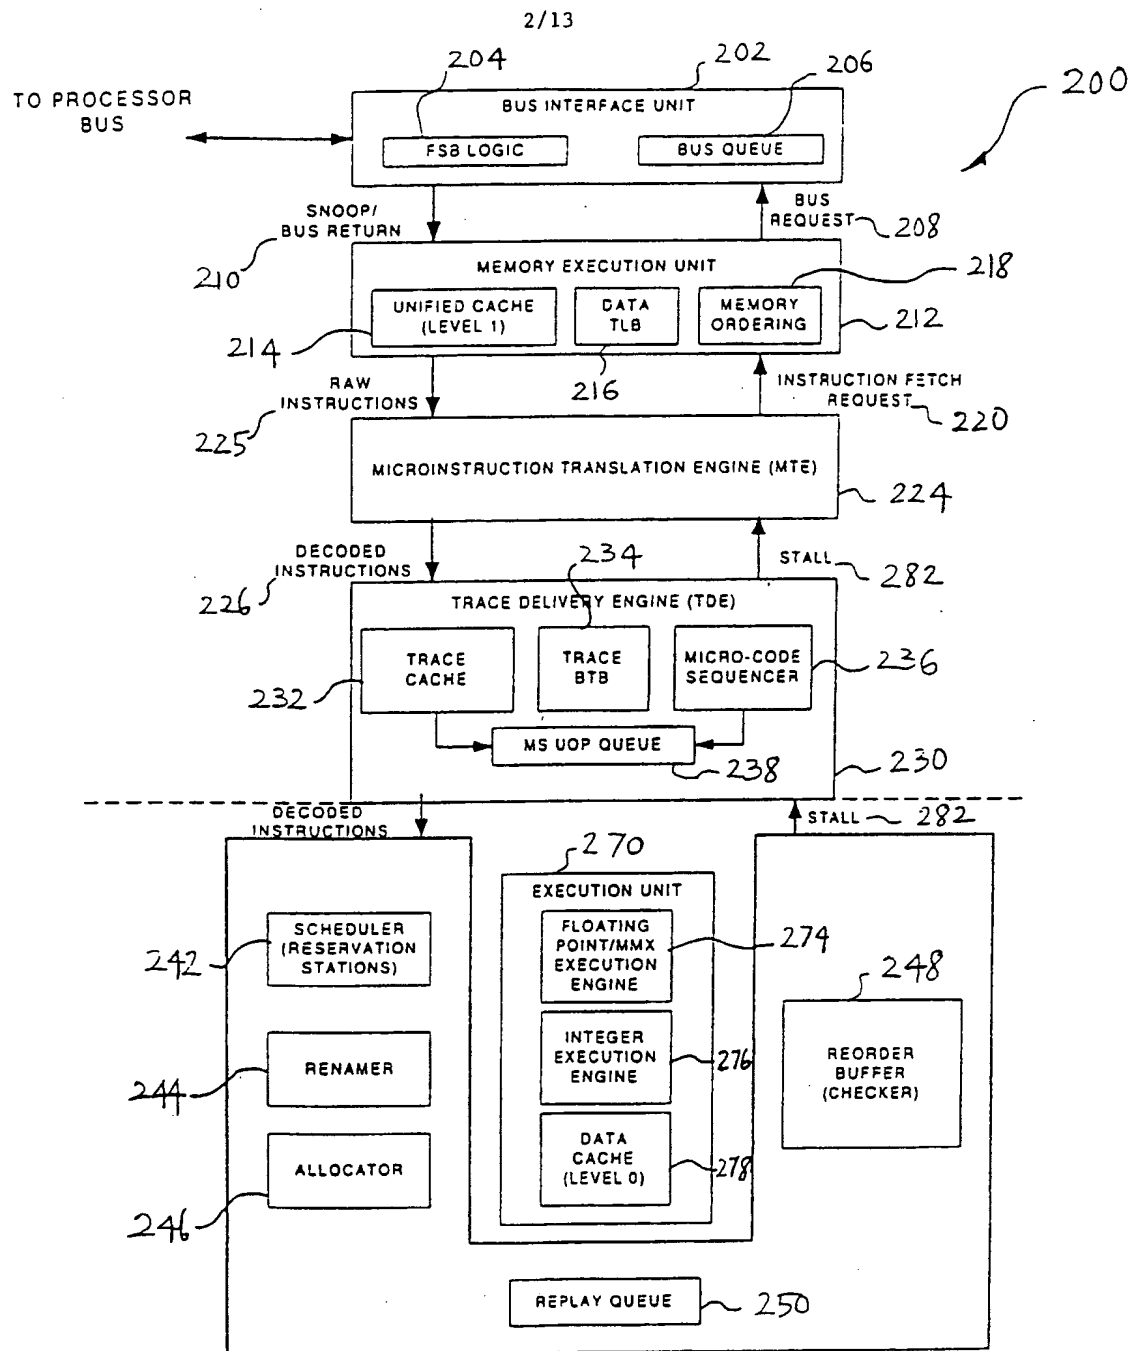 2/13
204
202
206
200
TO PROCESSOR
BUS
BUS INTERFACE UNIT
FSB LOGIC
BUS QUEUE
SNOOP/
BUS RETURN
210
BUS
REQUEST
208
MEMORY EXECUTION UNIT
218
UNIFIED CACHE
(LEVEL 1)
DATA
TLB
MEMORY
ORDERING
212
214
216
RAW
INSTRUCTIONS
225
INSTRUCTION FETCH
REQUEST
220
MICROINSTRUCTION TRANSLATION ENGINE (MTE)
224
DECODED
INSTRUCTIONS
226
234
STALL
282
TRACE DELIVERY ENGINE (TDE)
TRACE
CACHE
TRACE
BTB
MICRO-CODE
SEQUENCER
236
232
MS UOP QUEUE
238
230
DECODED
INSTRUCTIONS
STALL
282
270
EXECUTION UNIT
SCHEDULER
(RESERVATION
STATIONS)
242
FLOATING
POINT/MMX
EXECUTION
ENGINE
274
248
RENAMER
244
INTEGER
EXECUTION
ENGINE
276
REORDER
BUFFER
(CHECKER)
ALLOCATOR
246
DATA
CACHE
(LEVEL 0)
278
REPLAY QUEUE
250